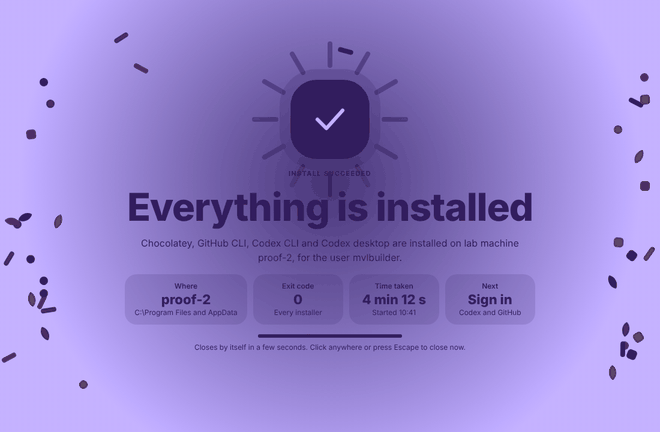 INSTALL SUCCEEDED
Everything is installed
Chocolatey, GitHub CLI, Codex CLI and Codex desktop are installed on lab machine
proof-2, for the user mvlbuilder.
Where
proof-2
C:\Program Files and AppData
Exit code
0
Every installer
Time taken
4 min 12 s
Started 10:41
Next
Sign in
Codex and GitHub
Closes by itself in a few seconds. Click anywhere or press Escape to close now.